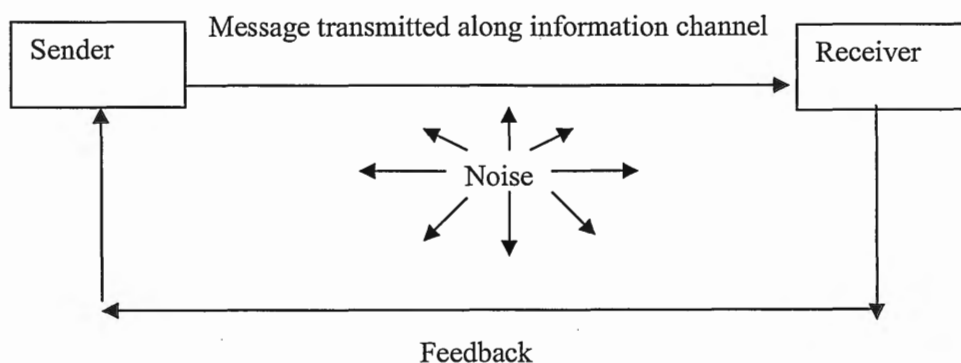 Message transmitted along information channel
Sender
Receiver
Noise
Feedback